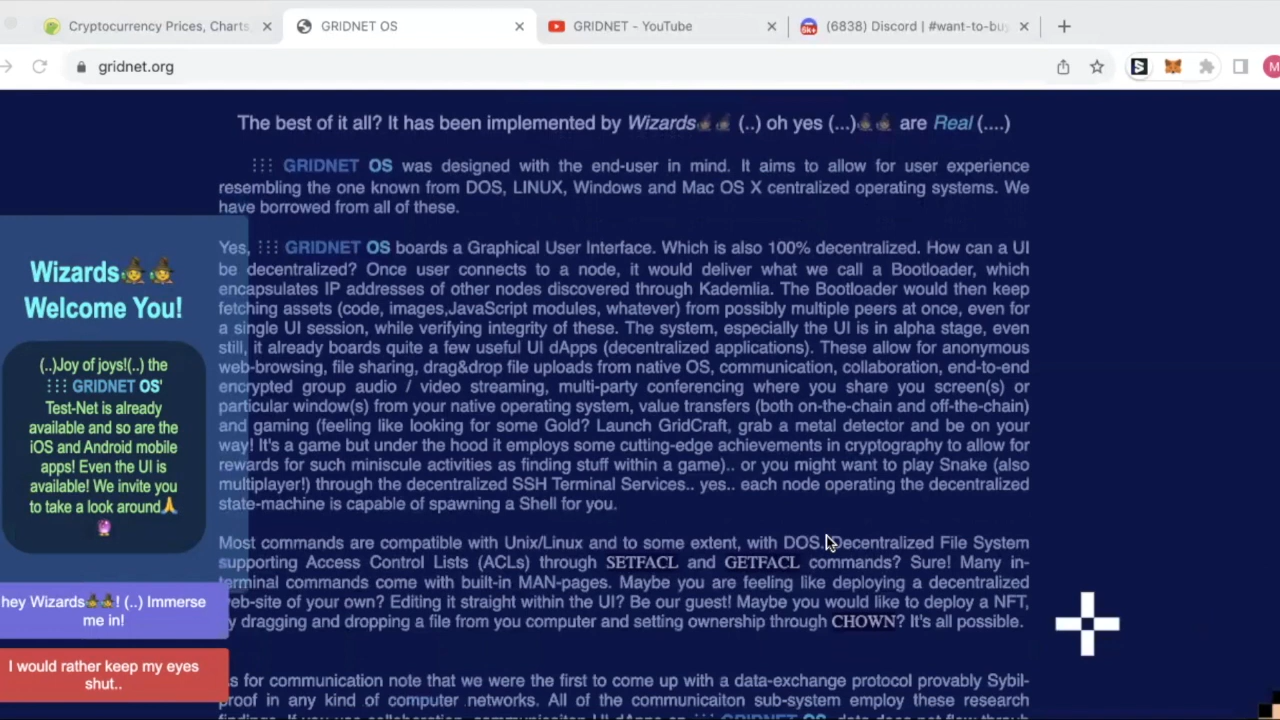 Cryptocurrency Prices, Charts
GRIDNET OS
GRIDNET - YouTube
(6838) Discord | #want-to-bu
gridnet.org
M
The best of it all? It has been implemented by Wizards🧙🧙 (..) oh yes (...)🧙🧙 are Real (....)
GRIDNET OS was designed with the end-user in mind. It aims to allow for user experience
resembling the one known from DOS, LINUX, Windows and Mac OS X centralized operating systems. We
have borrowed from all of these.
Yes, GRIDNET OS boards a Graphical User Interface. Which is also 100% decentralized. How can a UI
be decentralized? Once user connects to a node, it would deliver what we call a Bootloader, which
encapsulates IP addresses of other nodes discovered through Kademlia. The Bootloader would then keep
fetching assets (code, images,JavaScript modules, whatever) from possibly multiple peers at once, even for
a single UI session, while verifying integrity of these. The system, especially the UI is in alpha stage, even
still, it already boards quite a few useful UI dApps (decentralized applications). These allow for anonymous
web-browsing, file sharing, drag&drop file uploads from native OS, communication, collaboration, end-to-end
encrypted group audio / video streaming, multi-party conferencing where you share you screen(s) or
particular window(s) from your native operating system, value transfers (both on-the-chain and off-the-chain)
and gaming (feeling like looking for some Gold? Launch GridCraft, grab a metal detector and be on your
way! It's a game but under the hood it employs some cutting-edge achievements in cryptography to allow for
rewards for such miniscule activities as finding stuff within a game).. or you might want to play Snake (also
multiplayer!) through the decentralized SSH Terminal Services.. yes.. each node operating the decentralized
state-machine is capable of spawning a Shell for you.
Most commands are compatible with Unix/Linux and to some extent, with DOS. Decentralized File System
supporting Access Control Lists (ACLs) through SETFACL and GETFACL commands? Sure! Many in-
terminal commands come with built-in MAN-pages. Maybe you are feeling like deploying a decentralized
web-site of your own? Editing it straight within the UI? Be our guest! Maybe you would like to deploy a NFT,
by dragging and dropping a file from you computer and setting ownership through CHOWN? It's all possible.
As for communication note that we were the first to come up with a data-exchange protocol provably Sybil-
proof in any kind of computer networks. All of the communicaiton sub-system employ these research
Wizards🧙🧙
Welcome You!
(..)Joy of joys!(..) the
GRIDNET OS'
Test-Net is already
available and so are the
iOS and Android mobile
apps! Even the UI is
available! We invite you
to take a look around🙏
🔮
hey Wizards🧙🧙! (..) Immerse
me in!
I would rather keep my eyes
shut..